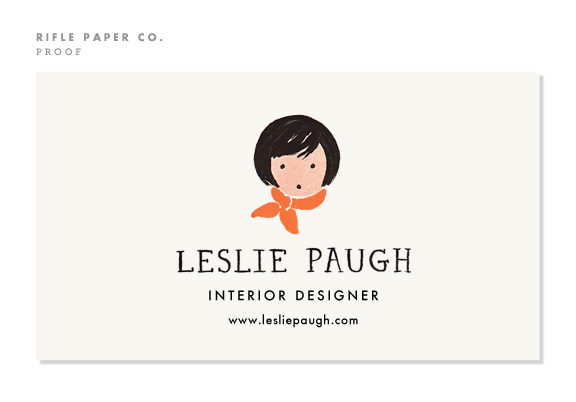 RIFLE PAPER CO.
PROOF
LESLIE PAUGH
INTERIOR DESIGNER
www.lesliepaugh.com